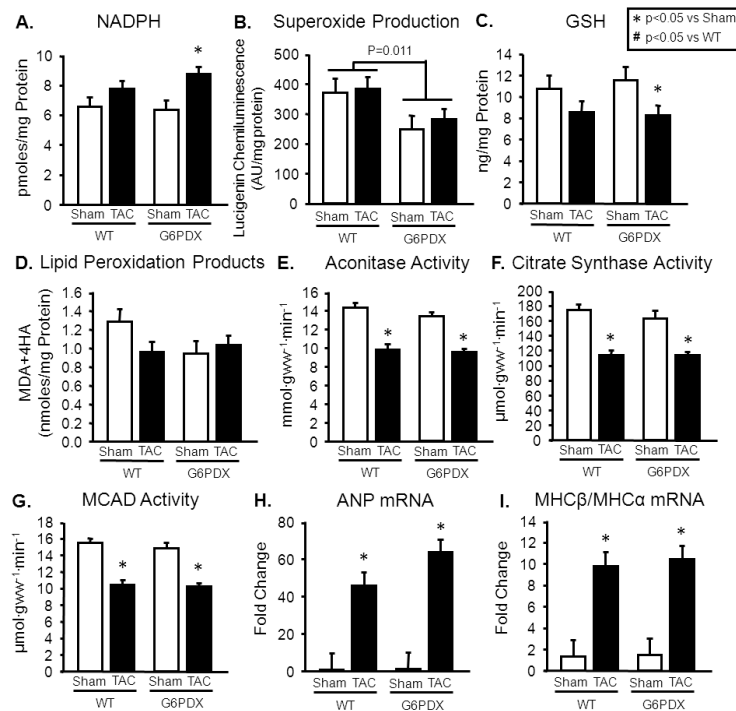 A. NADPH
pmoles/mg Protein
10
8
6
4
2
0
*
Sham TAC Sham TAC
WT G6PDX
B. Superoxide Production
Lucigenin Chemiluminescence
(AU/mg protein)
500
400
300
200
100
0
P=0.011
Sham TAC Sham TAC
WT G6PDX
C. GSH
* p<0.05 vs Sham
# p<0.05 vs WT
ng/mg Protein
14
12
10
8
6
4
2
0
*
Sham TAC Sham TAC
WT G6PDX
D. Lipid Peroxidation Products
MDA+4HA
(nmoles/mg Protein)
1.6
1.4
1.2
1.0
0.8
0.6
0.4
0.2
0.0
Sham TAC Sham TAC
WT G6PDX
E. Aconitase Activity
mmol·gww⁻¹·min⁻¹
16
14
12
10
8
6
4
2
0
* *
Sham TAC Sham TAC
WT G6PDX
F. Citrate Synthase Activity
μmol·gww⁻¹·min⁻¹
200
180
160
140
120
100
80
60
40
20
0
* *
Sham TAC Sham TAC
WT G6PDX
G. MCAD Activity
μmol·gww⁻¹·min⁻¹
18
16
14
12
10
8
6
4
2
0
* *
Sham TAC Sham TAC
WT G6PDX
H. ANP mRNA
Fold Change
80
60
40
20
0
* *
Sham TAC Sham TAC
WT G6PDX
I. MHCβ/MHCα mRNA
Fold Change
14
12
10
8
6
4
2
0
* *
Sham TAC Sham TAC
WT G6PDX